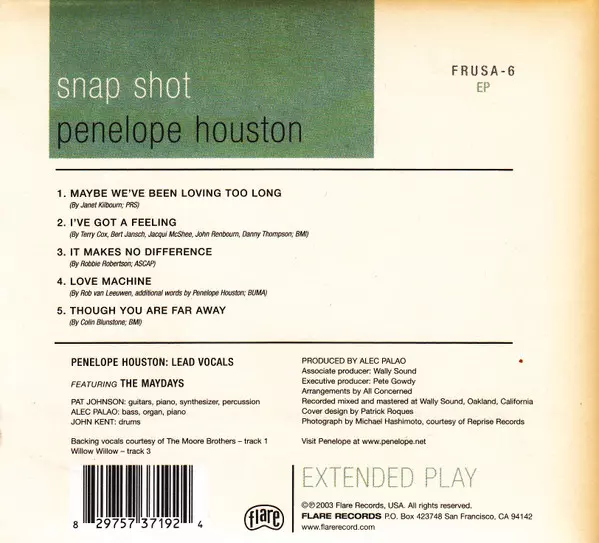 snap shot
penelope houston
FRUSA-6
EP
1. MAYBE WE'VE BEEN LOVING TOO LONG
(By Janet Kilbourn; PRS)
2. I'VE GOT A FEELING
(By Terry Cox, Bert Jansch, Jacqui McShee, John Renbourn, Danny Thompson; BMI)
3. IT MAKES NO DIFFERENCE
(By Robbie Robertson; ASCAP)
4. LOVE MACHINE
(By Rob van Leeuwen, additional words by Penelope Houston; BUMA)
5. THOUGH YOU ARE FAR AWAY
(By Colin Blunstone; BMI)
PENELOPE HOUSTON: LEAD VOCALS
FEATURING THE MAYDAYS
PAT JOHNSON: guitars, piano, synthesizer, percussion
ALEC PALAO: bass, organ, piano
JOHN KENT: drums
Backing vocals courtesy of The Moore Brothers – track 1
Willow Willow – track 3
PRODUCED BY ALEC PALAO
Associate producer: Wally Sound
Executive producer: Pete Gowdy
Arrangements by All Concerned
Recorded mixed and mastered at Wally Sound, Oakland, California
Cover design by Patrick Roques
Photograph by Michael Hashimoto, courtesy of Reprise Records
Visit Penelope at www.penelope.net
8 29757 37192 4
flare
EXTENDED PLAY
©℗2003 Flare Records, USA. All rights reserved.
FLARE RECORDS P.O. Box 423748 San Francisco, CA 94142
www.flarerecord.com